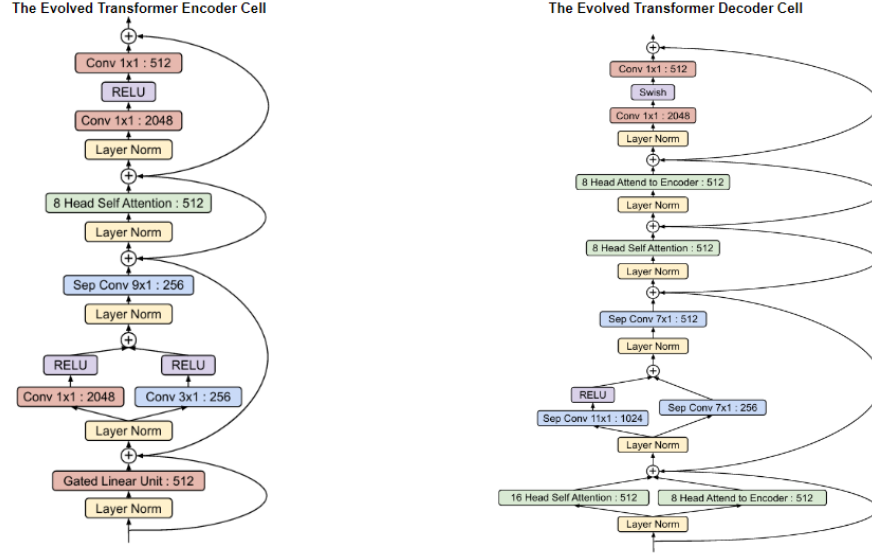 The Evolved Transformer Encoder Cell
+
Conv 1x1 : 512
RELU
Conv 1x1 : 2048
Layer Norm
+
8 Head Self Attention : 512
Layer Norm
+
Sep Conv 9x1 : 256
Layer Norm
+
RELU
RELU
Conv 1x1 : 2048
Conv 3x1 : 256
Layer Norm
+
Gated Linear Unit : 512
Layer Norm
The Evolved Transformer Decoder Cell
+
Conv 1x1 : 512
Swish
Conv 1x1 : 2048
Layer Norm
+
8 Head Attend to Encoder : 512
Layer Norm
+
8 Head Self Attention : 512
Layer Norm
+
Sep Conv 7x1 : 512
Layer Norm
+
RELU
Sep Conv 11x1 : 1024
Sep Conv 7x1 : 256
Layer Norm
+
16 Head Self Attention : 512
8 Head Attend to Encoder : 512
Layer Norm